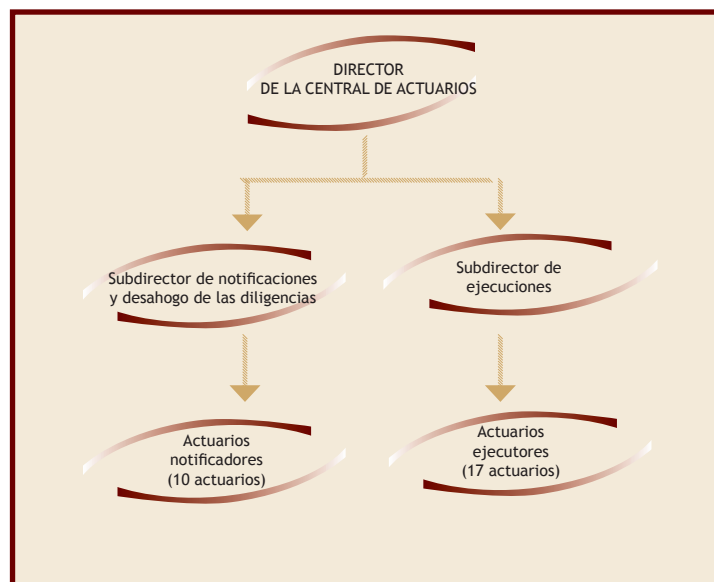 DIRECTOR
DE LA CENTRAL DE ACTUARIOS
Subdirector de notificaciones
y desahogo de las diligencias
Subdirector de
ejecuciones
Actuarios
notificadores
(10 actuarios)
Actuarios
ejecutores
(17 actuarios)